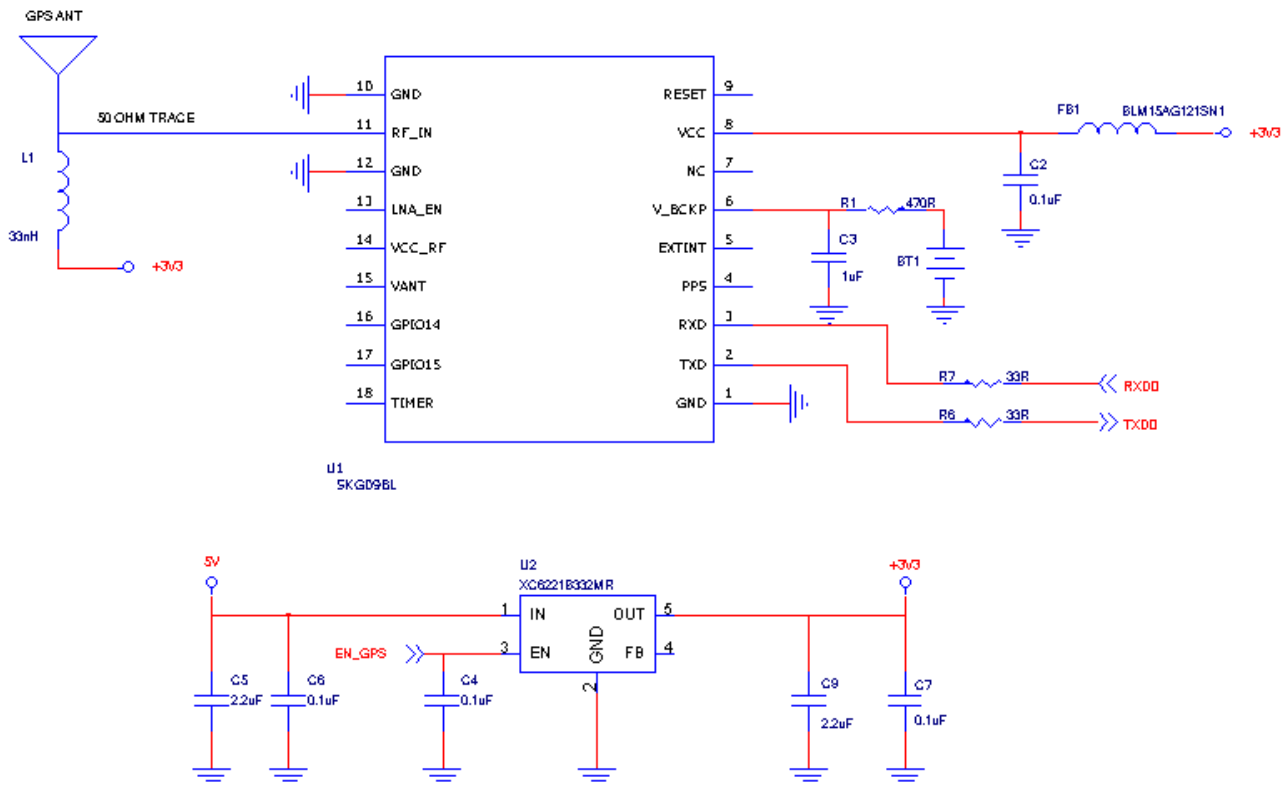 GPS ANT
50 OHM TRACE
L1
33nH
+3V3
10 GND
11 RF_IN
12 GND
13 LNA_EN
14 VCC_RF
15 VANT
16 GPIO14
17 GPIO15
18 TIMER
RESET 9
VCC 8
NC 7
V_BCKP 6
EXTINT 5
PPS 4
RXD 3
TXD 2
GND 1
U1
SKG09BL
FB1 BLM15AG121SN1
+3V3
C2
0.1uF
R1 470R
C3
1uF
BT1
R7 33R
RXD0
R6 33R
TXD0
5V
U2
XC6221B332MR
+3V3
1 IN
OUT 5
EN_GPS
3 EN
GND
FB 4
2
C5
2.2uF
C6
0.1uF
C4
0.1uF
C9
2.2uF
C7
0.1uF